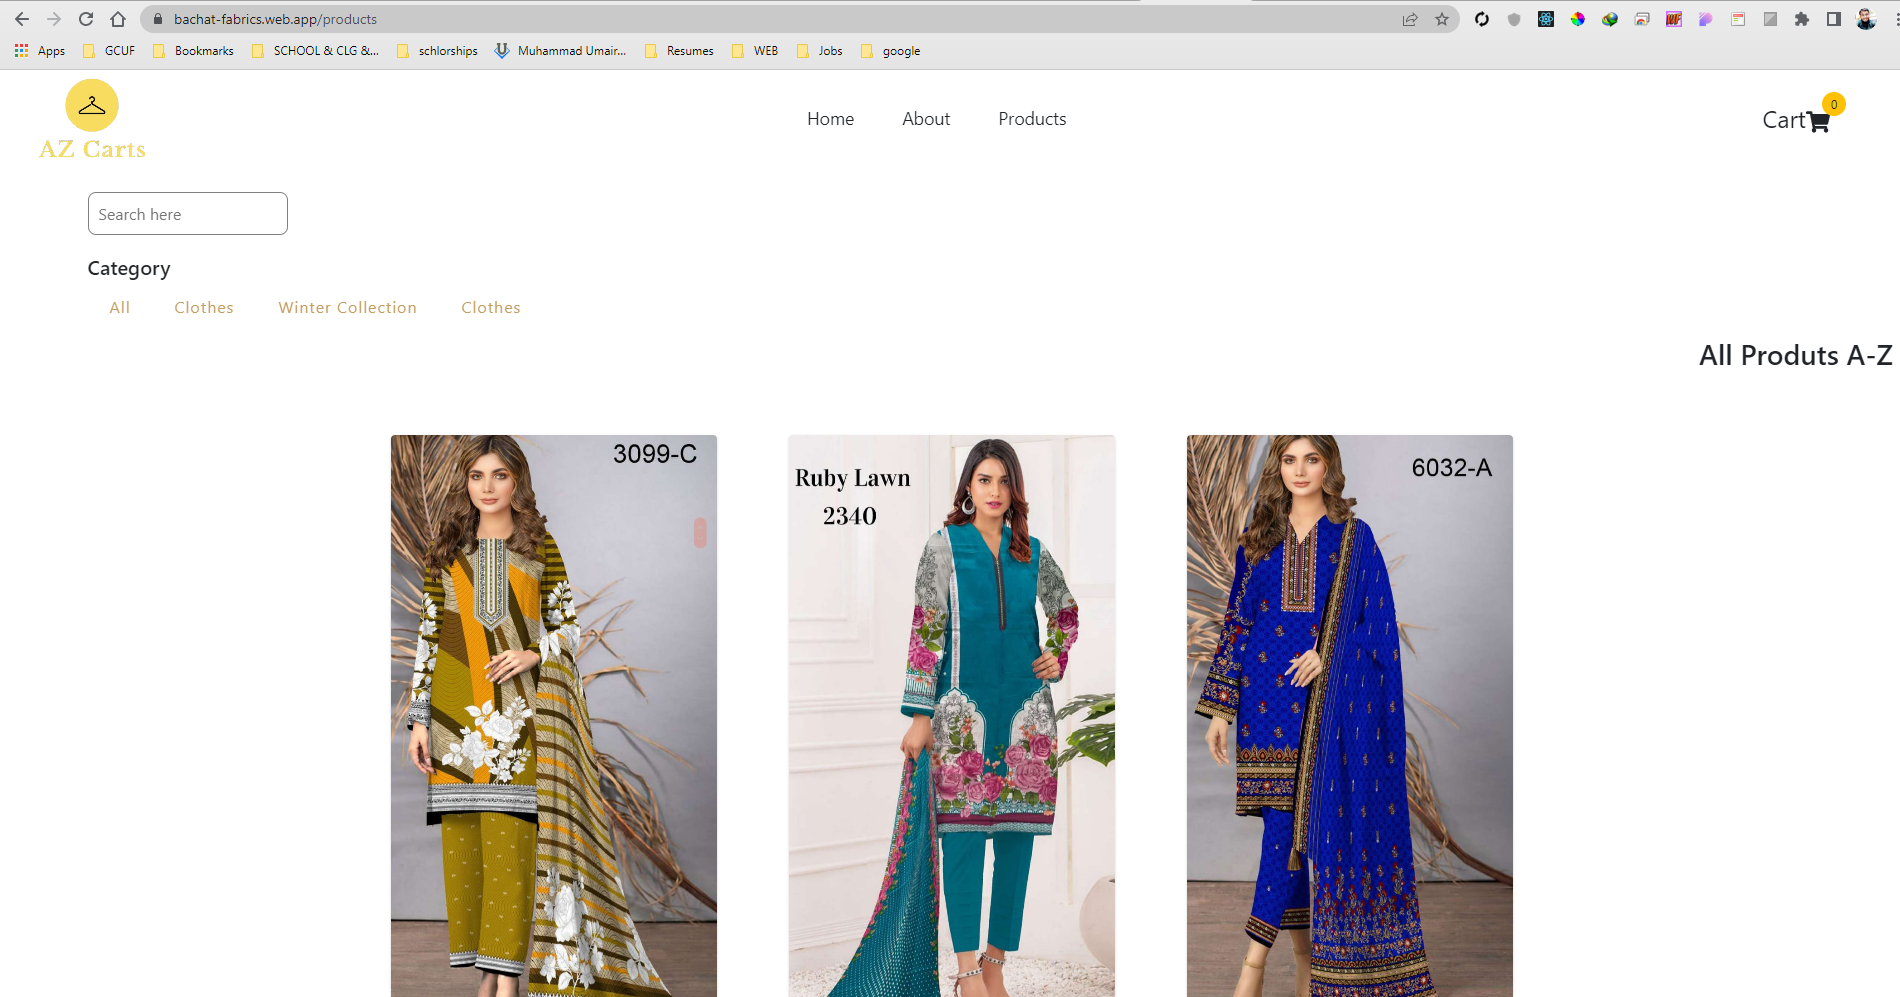 bachat-fabrics.web.app/products
Apps GCUF Bookmarks SCHOOL & CLG &... schlorships Muhammad Umair... Resumes WEB Jobs google
AZ Carts
Home About Products
Cart 0
Search here
Category
All Clothes Winter Collection Clothes
All Produts A-Z
3099-C
Ruby Lawn
2340
6032-A